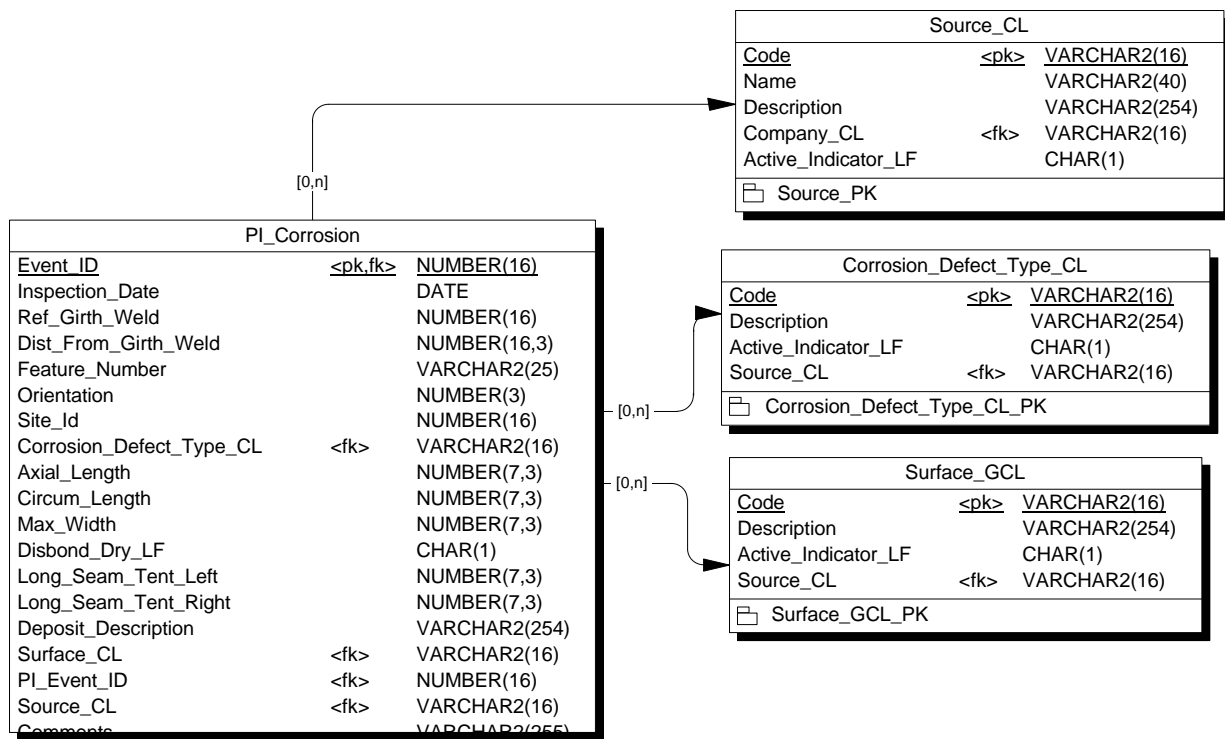 Source_CL
Code <pk> VARCHAR2(16)
Name VARCHAR2(40)
Description VARCHAR2(254)
Company_CL <fk> VARCHAR2(16)
Active_Indicator_LF CHAR(1)
Source_PK
[0,n]
PI_Corrosion
Event_ID <pk,fk> NUMBER(16)
Inspection_Date DATE
Ref_Girth_Weld NUMBER(16)
Dist_From_Girth_Weld NUMBER(16,3)
Feature_Number VARCHAR2(25)
Orientation NUMBER(3)
Site_Id NUMBER(16)
Corrosion_Defect_Type_CL <fk> VARCHAR2(16)
Axial_Length NUMBER(7,3)
Circum_Length NUMBER(7,3)
Max_Width NUMBER(7,3)
Disbond_Dry_LF CHAR(1)
Long_Seam_Tent_Left NUMBER(7,3)
Long_Seam_Tent_Right NUMBER(7,3)
Deposit_Description VARCHAR2(254)
Surface_CL <fk> VARCHAR2(16)
PI_Event_ID <fk> NUMBER(16)
Source_CL <fk> VARCHAR2(16)
Comments VARCHAR2(255)
[0,n]
Corrosion_Defect_Type_CL
Code <pk> VARCHAR2(16)
Description VARCHAR2(254)
Active_Indicator_LF CHAR(1)
Source_CL <fk> VARCHAR2(16)
Corrosion_Defect_Type_CL_PK
[0,n]
Surface_GCL
Code <pk> VARCHAR2(16)
Description VARCHAR2(254)
Active_Indicator_LF CHAR(1)
Source_CL <fk> VARCHAR2(16)
Surface_GCL_PK